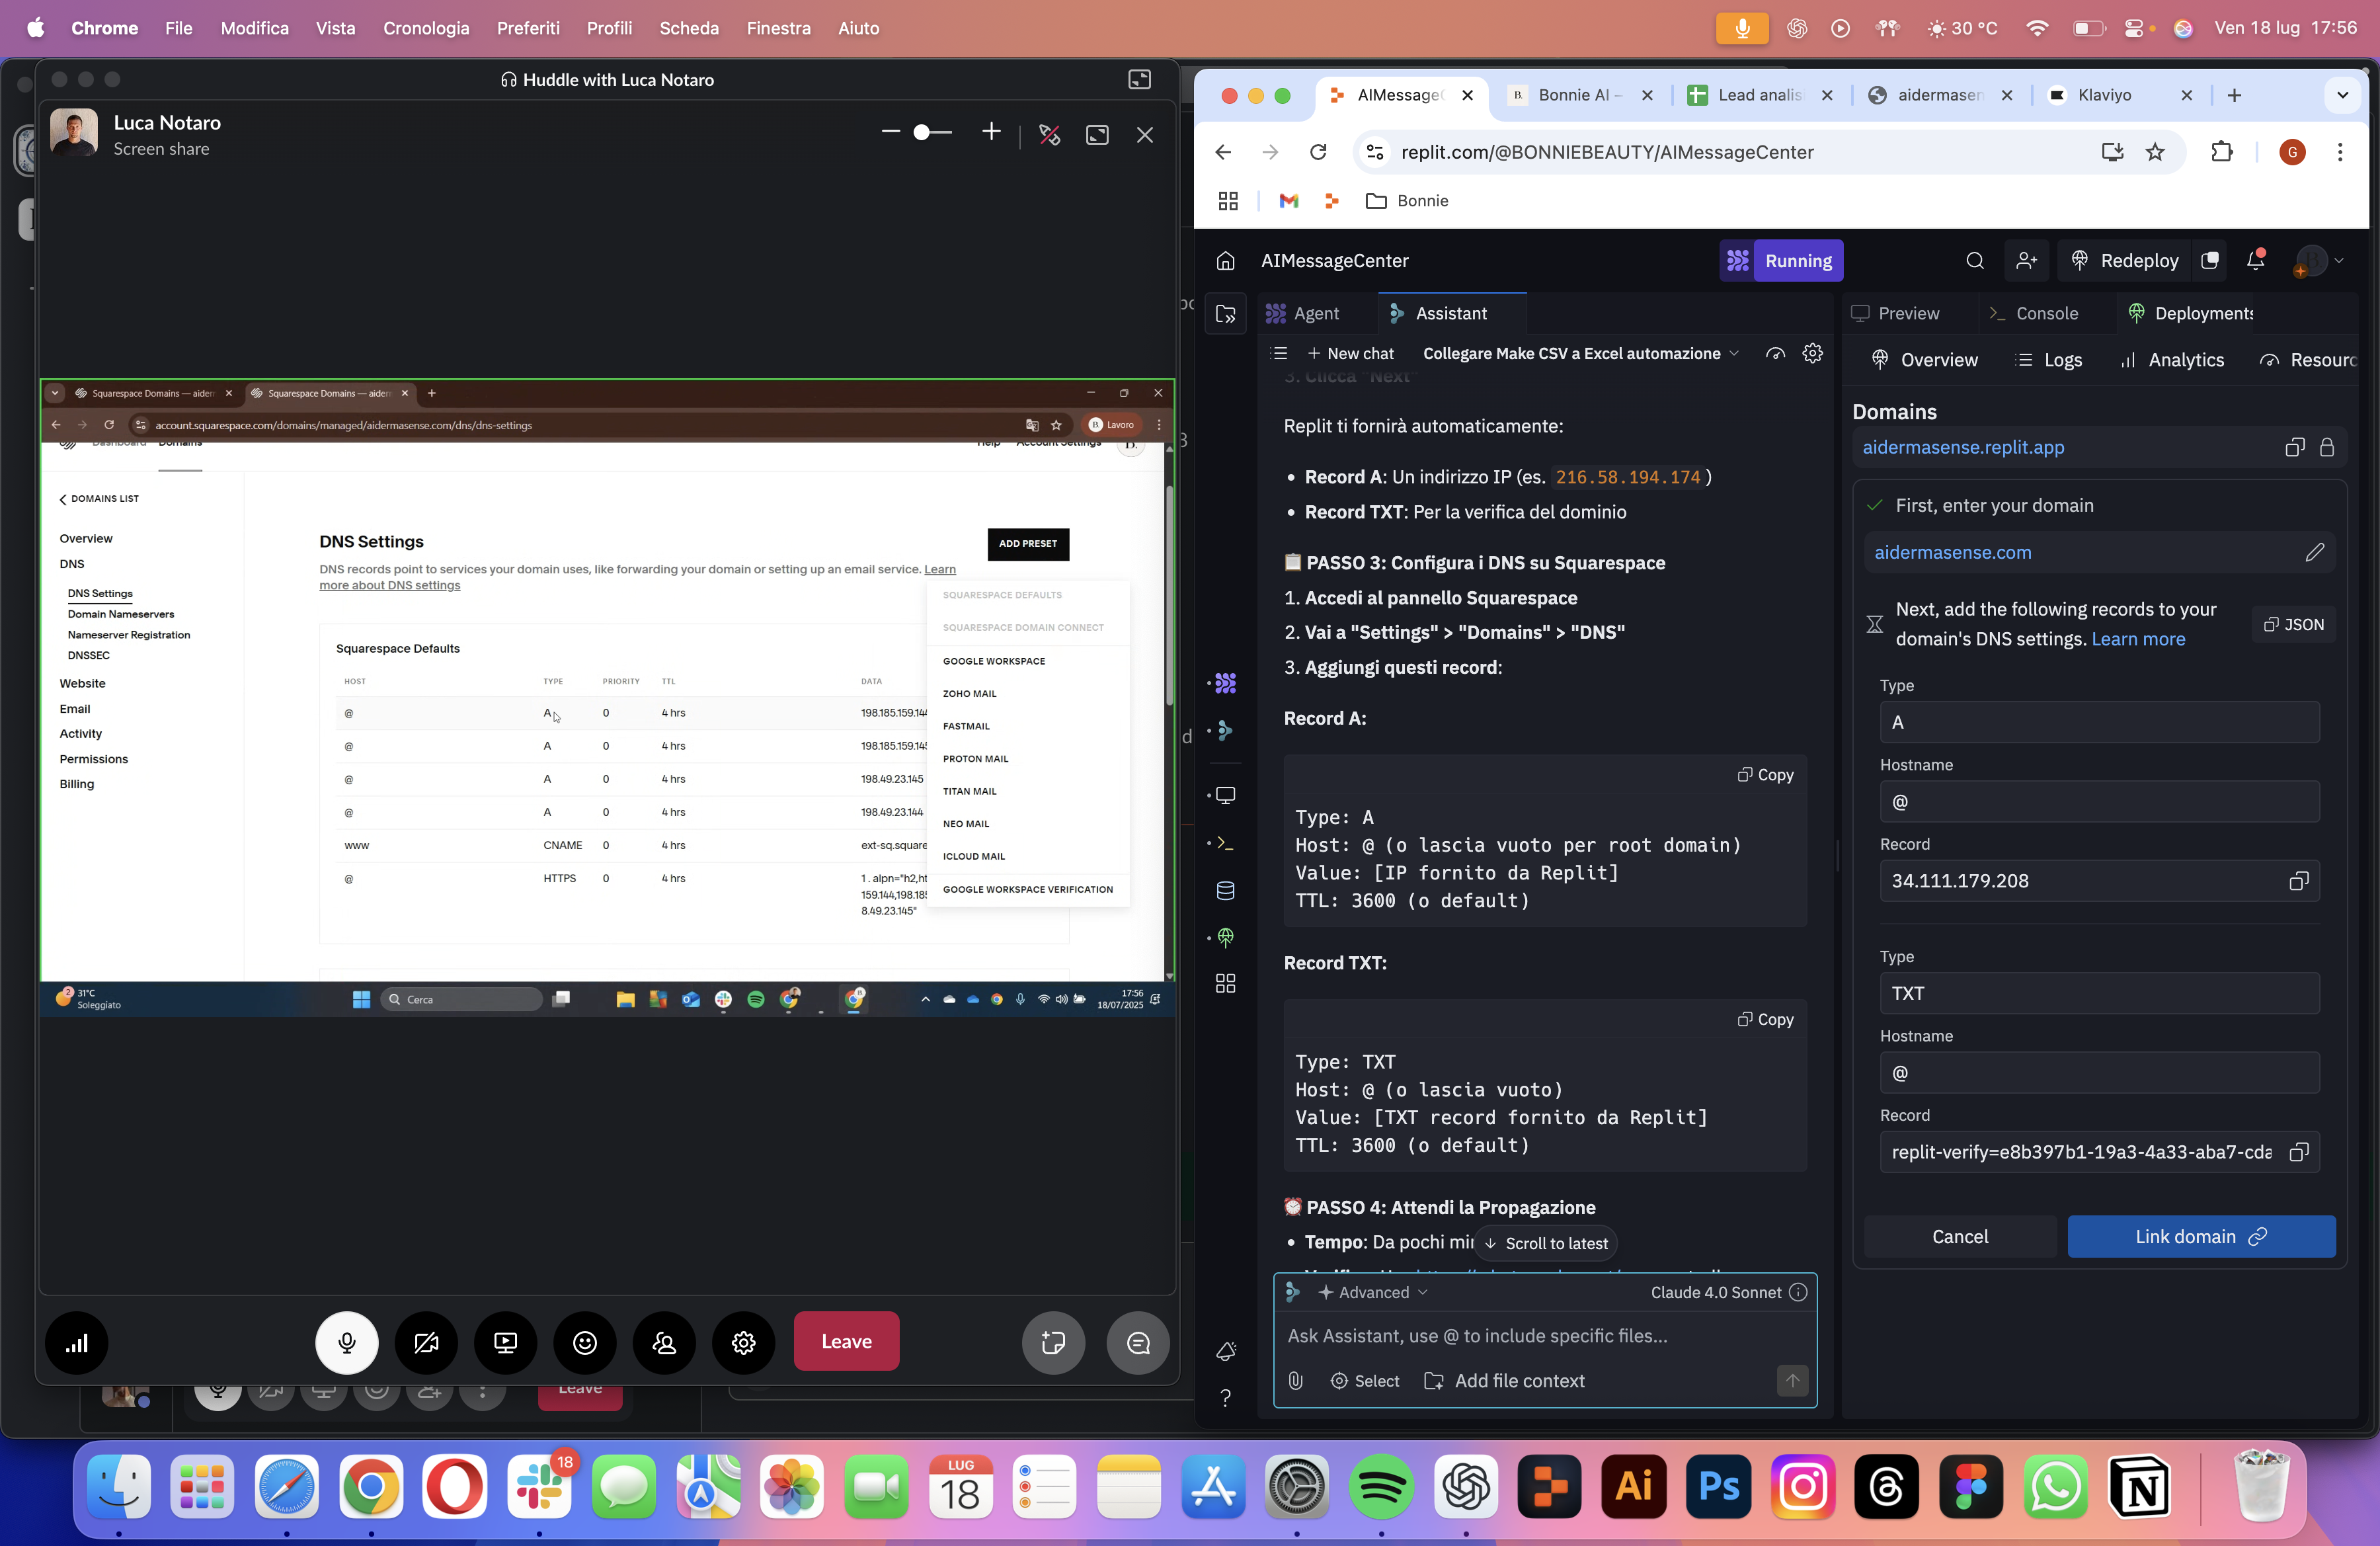 Chrome File Modifica Vista Cronologia Preferiti Profili Scheda Finestra Aiuto
30 °C
Ven 18 lug 17:56
Huddle with Luca Notaro
Luca Notaro
Screen share
Squarespace Domains — aider
Squarespace Domains — aider
account.squarespace.com/domains/managed/aidermasense.com/dns/dns-settings
Lavoro
Dashboard Domains Help Account Settings
DOMAINS LIST
Overview
DNS
DNS Settings
Domain Nameservers
Nameserver Registration
DNSSEC
Website
Email
Activity
Permissions
Billing
DNS Settings
ADD PRESET
DNS records point to services your domain uses, like forwarding your domain or setting up an email service. Learn
more about DNS settings
SQUARESPACE DEFAULTS
SQUARESPACE DOMAIN CONNECT
GOOGLE WORKSPACE
ZOHO MAIL
FASTMAIL
PROTON MAIL
TITAN MAIL
NEO MAIL
ICLOUD MAIL
GOOGLE WORKSPACE VERIFICATION
Squarespace Defaults
HOST TYPE PRIORITY TTL DATA
@ A 0 4 hrs 198.185.159.144
@ A 0 4 hrs 198.185.159.145
@ A 0 4 hrs 198.49.23.145
@ A 0 4 hrs 198.49.23.144
www CNAME 0 4 hrs ext-sq.square
@ HTTPS 0 4 hrs 1 . alpn="h2,ht
159.144,198.185
8.49.23.145"
2
31°C
Soleggiato
Cerca
17:56
18/07/2025
Leave
Leave
AIMessage
Bonnie AI –
Lead analis
aidermasen
Klaviyo
replit.com/@BONNIEBEAUTY/AIMessageCenter
G
Bonnie
AIMessageCenter
Running
Redeploy
Agent
Assistant
New chat
Collegare Make CSV a Excel automazione
3. Clicca "Next"
Replit ti fornirà automaticamente:
• Record A: Un indirizzo IP (es. 216.58.194.174 )
• Record TXT: Per la verifica del dominio
📋 PASSO 3: Configura i DNS su Squarespace
1. Accedi al pannello Squarespace
2. Vai a "Settings" > "Domains" > "DNS"
3. Aggiungi questi record:
Record A:
Copy
Type: A
Host: @ (o lascia vuoto per root domain)
Value: [IP fornito da Replit]
TTL: 3600 (o default)
Record TXT:
Copy
Type: TXT
Host: @ (o lascia vuoto)
Value: [TXT record fornito da Replit]
TTL: 3600 (o default)
⏰ PASSO 4: Attendi la Propagazione
• Tempo: Da pochi min
Scroll to latest
Advanced
Claude 4.0 Sonnet
Ask Assistant, use @ to include specific files...
Select
Add file context
Preview
Console
Deployments
Overview
Logs
Analytics
Resourc
Domains
aidermasense.replit.app
First, enter your domain
aidermasense.com
Next, add the following records to your
domain's DNS settings. Learn more
JSON
Type
A
Hostname
@
Record
34.111.179.208
Type
TXT
Hostname
@
Record
replit-verify=e8b397b1-19a3-4a33-aba7-cda
Cancel
Link domain
18
LUG
18
Ai
Ps